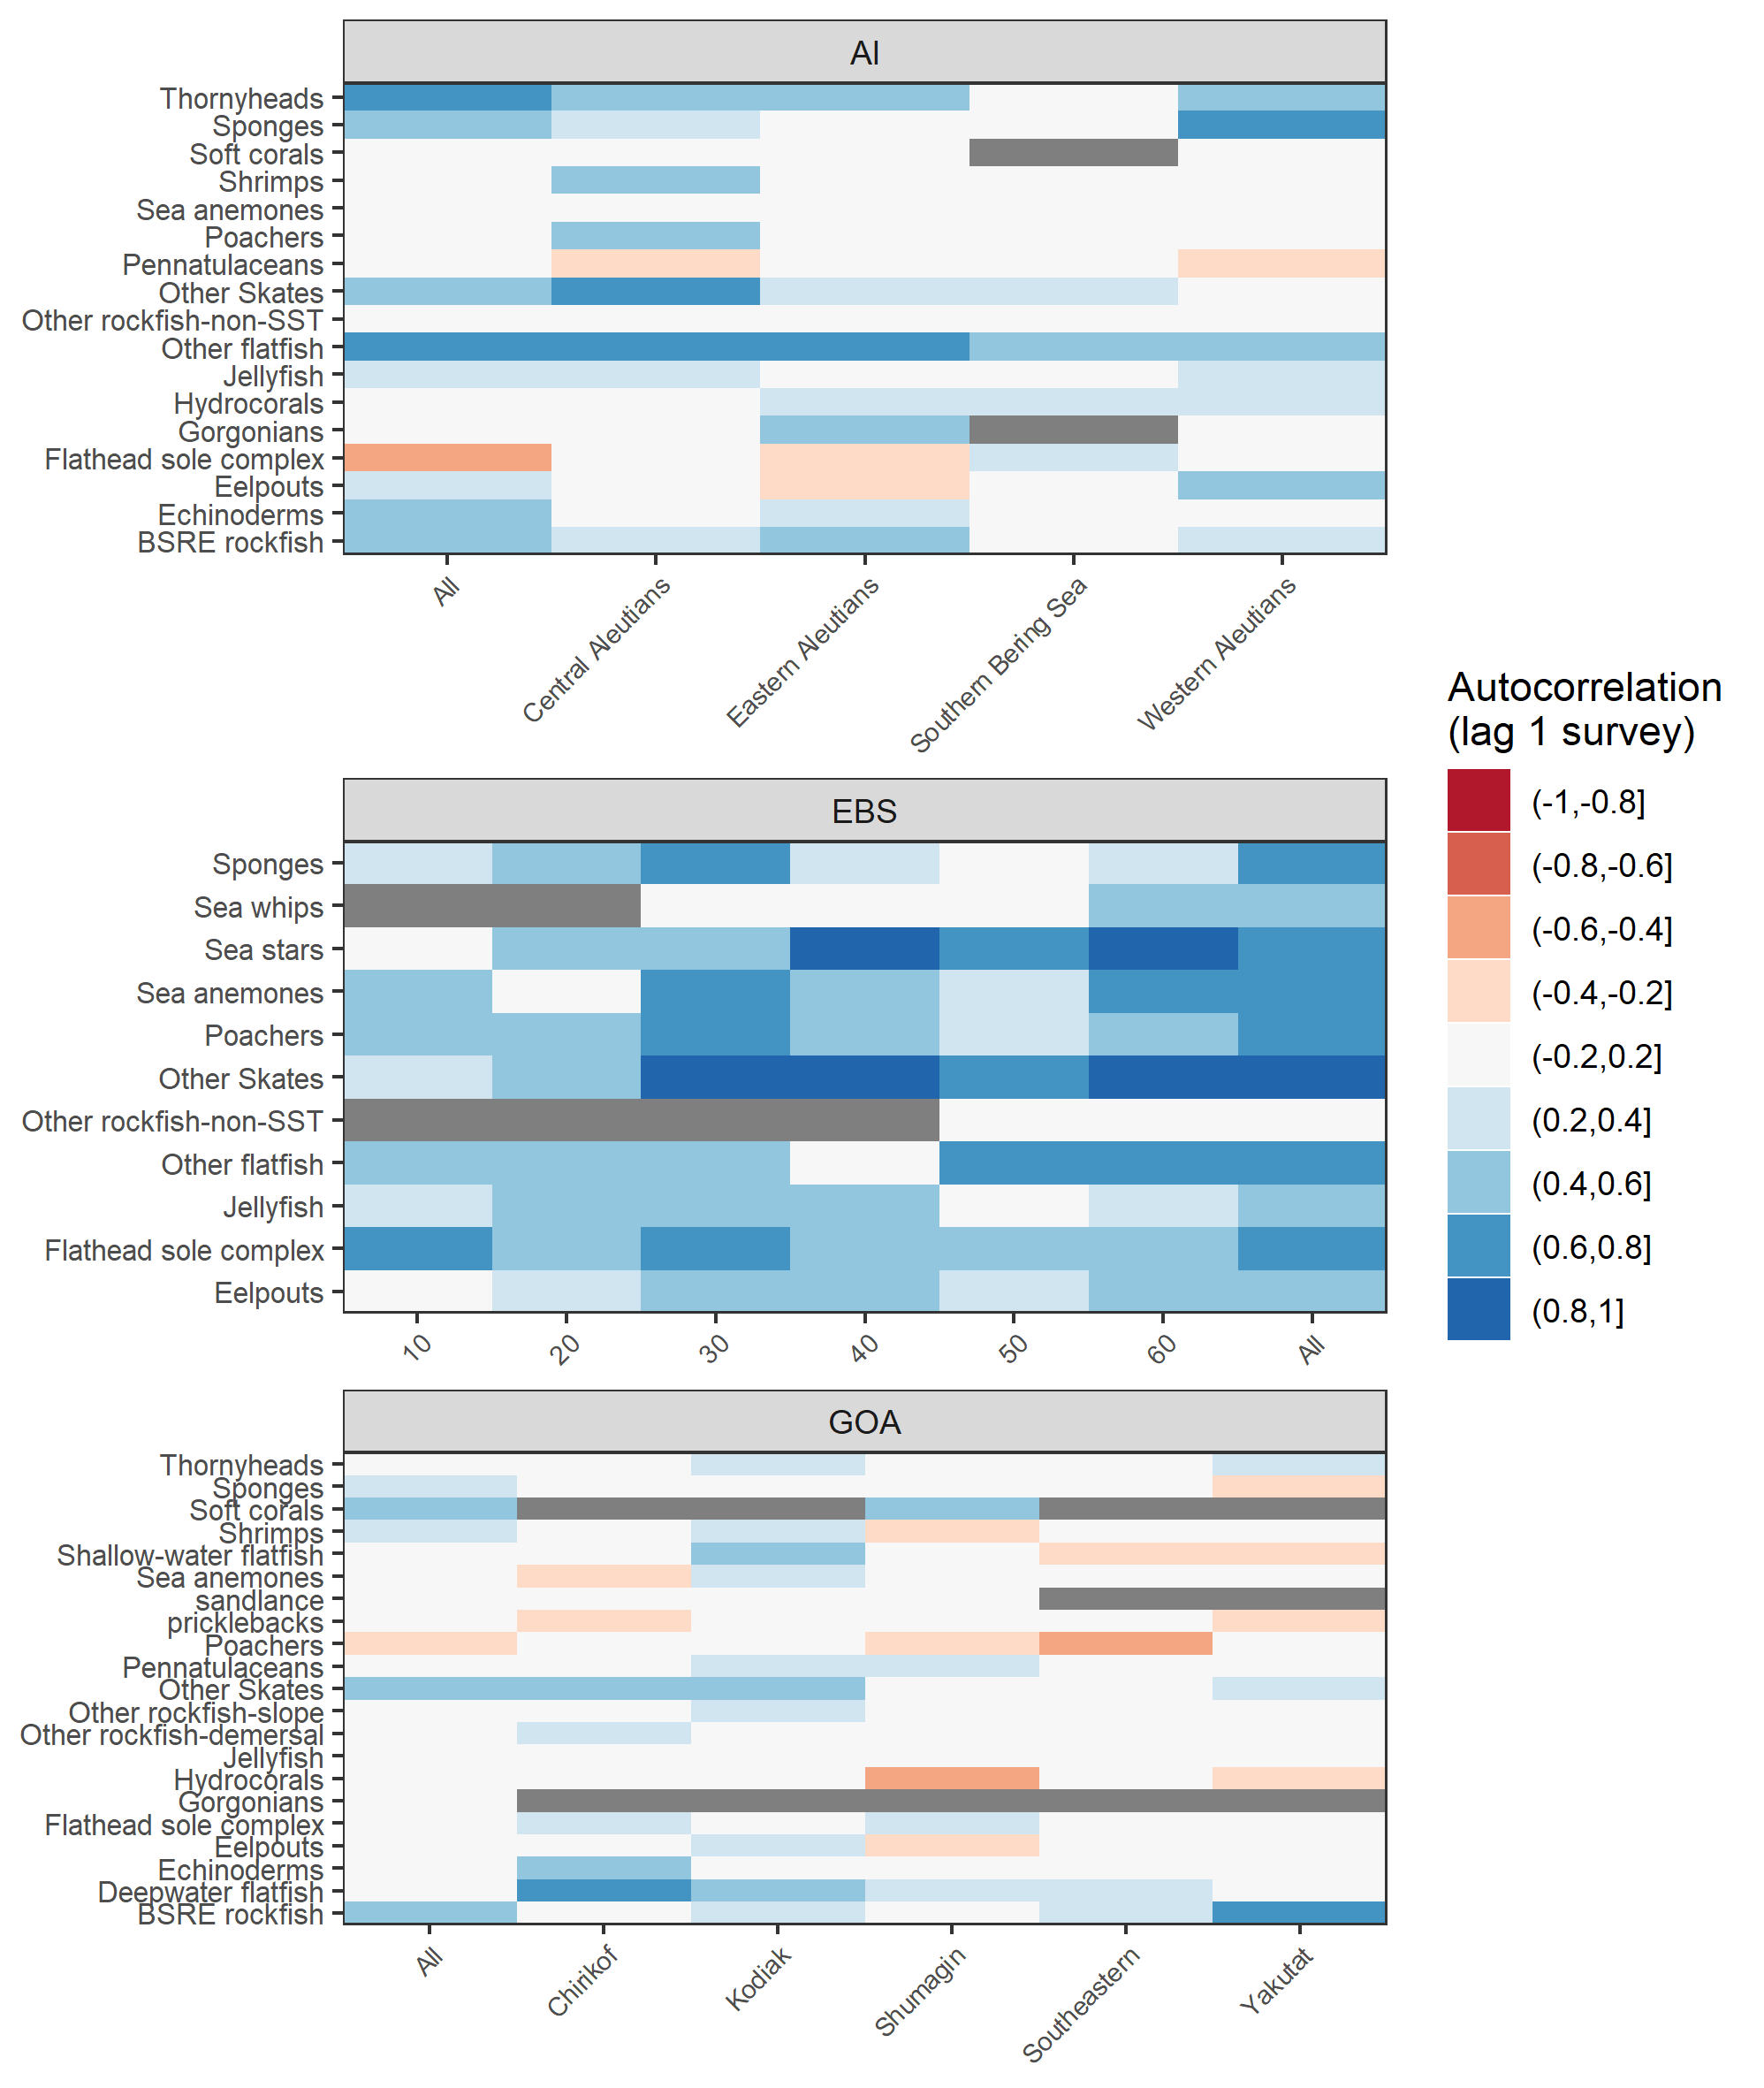 AI
Thornyheads
Sponges
Soft corals
Shrimps
Sea anemones
Poachers
Pennatulaceans
Other Skates
Other rockfish-non-SST
Other flatfish
Jellyfish
Hydrocorals
Gorgonians
Flathead sole complex
Eelpouts
Echinoderms
BSRE rockfish
All
Central Aleutians
Eastern Aleutians
Southern Bering Sea
Western Aleutians
EBS
Sponges
Sea whips
Sea stars
Sea anemones
Poachers
Other Skates
Other rockfish-non-SST
Other flatfish
Jellyfish
Flathead sole complex
Eelpouts
10
20
30
40
50
60
All
GOA
Thornyheads
Sponges
Soft corals
Shrimps
Shallow-water flatfish
Sea anemones
sandlance
pricklebacks
Poachers
Pennatulaceans
Other Skates
Other rockfish-slope
Other rockfish-demersal
Jellyfish
Hydrocorals
Gorgonians
Flathead sole complex
Eelpouts
Echinoderms
Deepwater flatfish
BSRE rockfish
All
Chirikof
Kodiak
Shumagin
Southeastern
Yakutat
Autocorrelation
(lag 1 survey)
(-1,-0.8]
(-0.8,-0.6]
(-0.6,-0.4]
(-0.4,-0.2]
(-0.2,0.2]
(0.2,0.4]
(0.4,0.6]
(0.6,0.8]
(0.8,1]